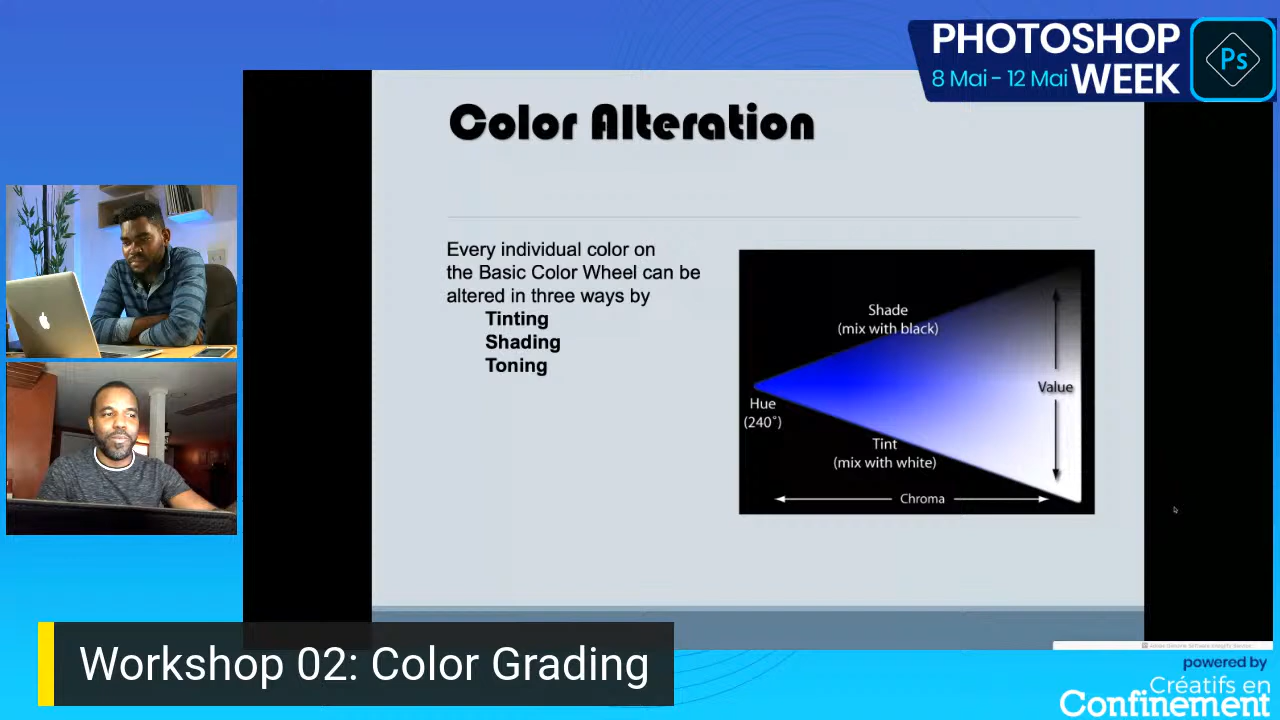 PHOTOSHOP
8 Mai - 12 Mai WEEK
Ps
Color Alteration
Every individual color on
the Basic Color Wheel can be
altered in three ways by
Tinting
Shading
Toning
Shade
(mix with black)
Value
Hue
(240°)
Tint
(mix with white)
Chroma
Workshop 02: Color Grading
powered by
Créatifs en
Confinement